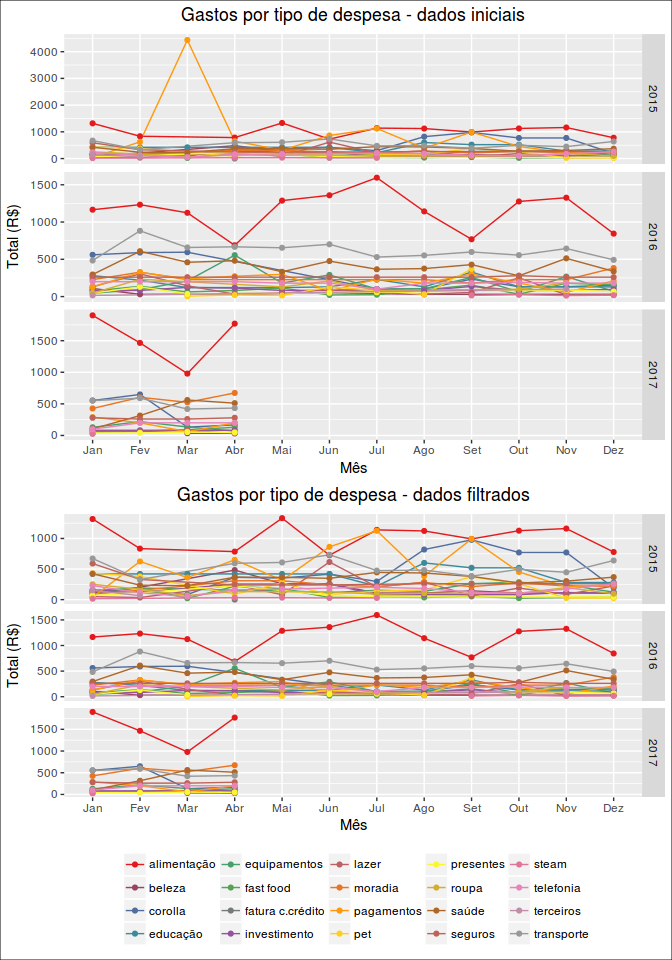 Gastos por tipo de despesa - dados iniciais
4000
3000
2000
1000
0
2015
1500
1000
500
0
2016
1500
1000
500
0
2017
Total (R$)
Jan Fev Mar Abr Mai Jun Jul Ago Set Out Nov Dez
Mês
Gastos por tipo de despesa - dados filtrados
1000
500
0
2015
1500
1000
500
0
2016
1500
1000
500
0
2017
Total (R$)
Jan Fev Mar Abr Mai Jun Jul Ago Set Out Nov Dez
Mês
alimentação equipamentos lazer presentes steam
beleza fast food moradia roupa telefonia
corolla fatura c.crédito pagamentos saúde terceiros
educação investimento pet seguros transporte